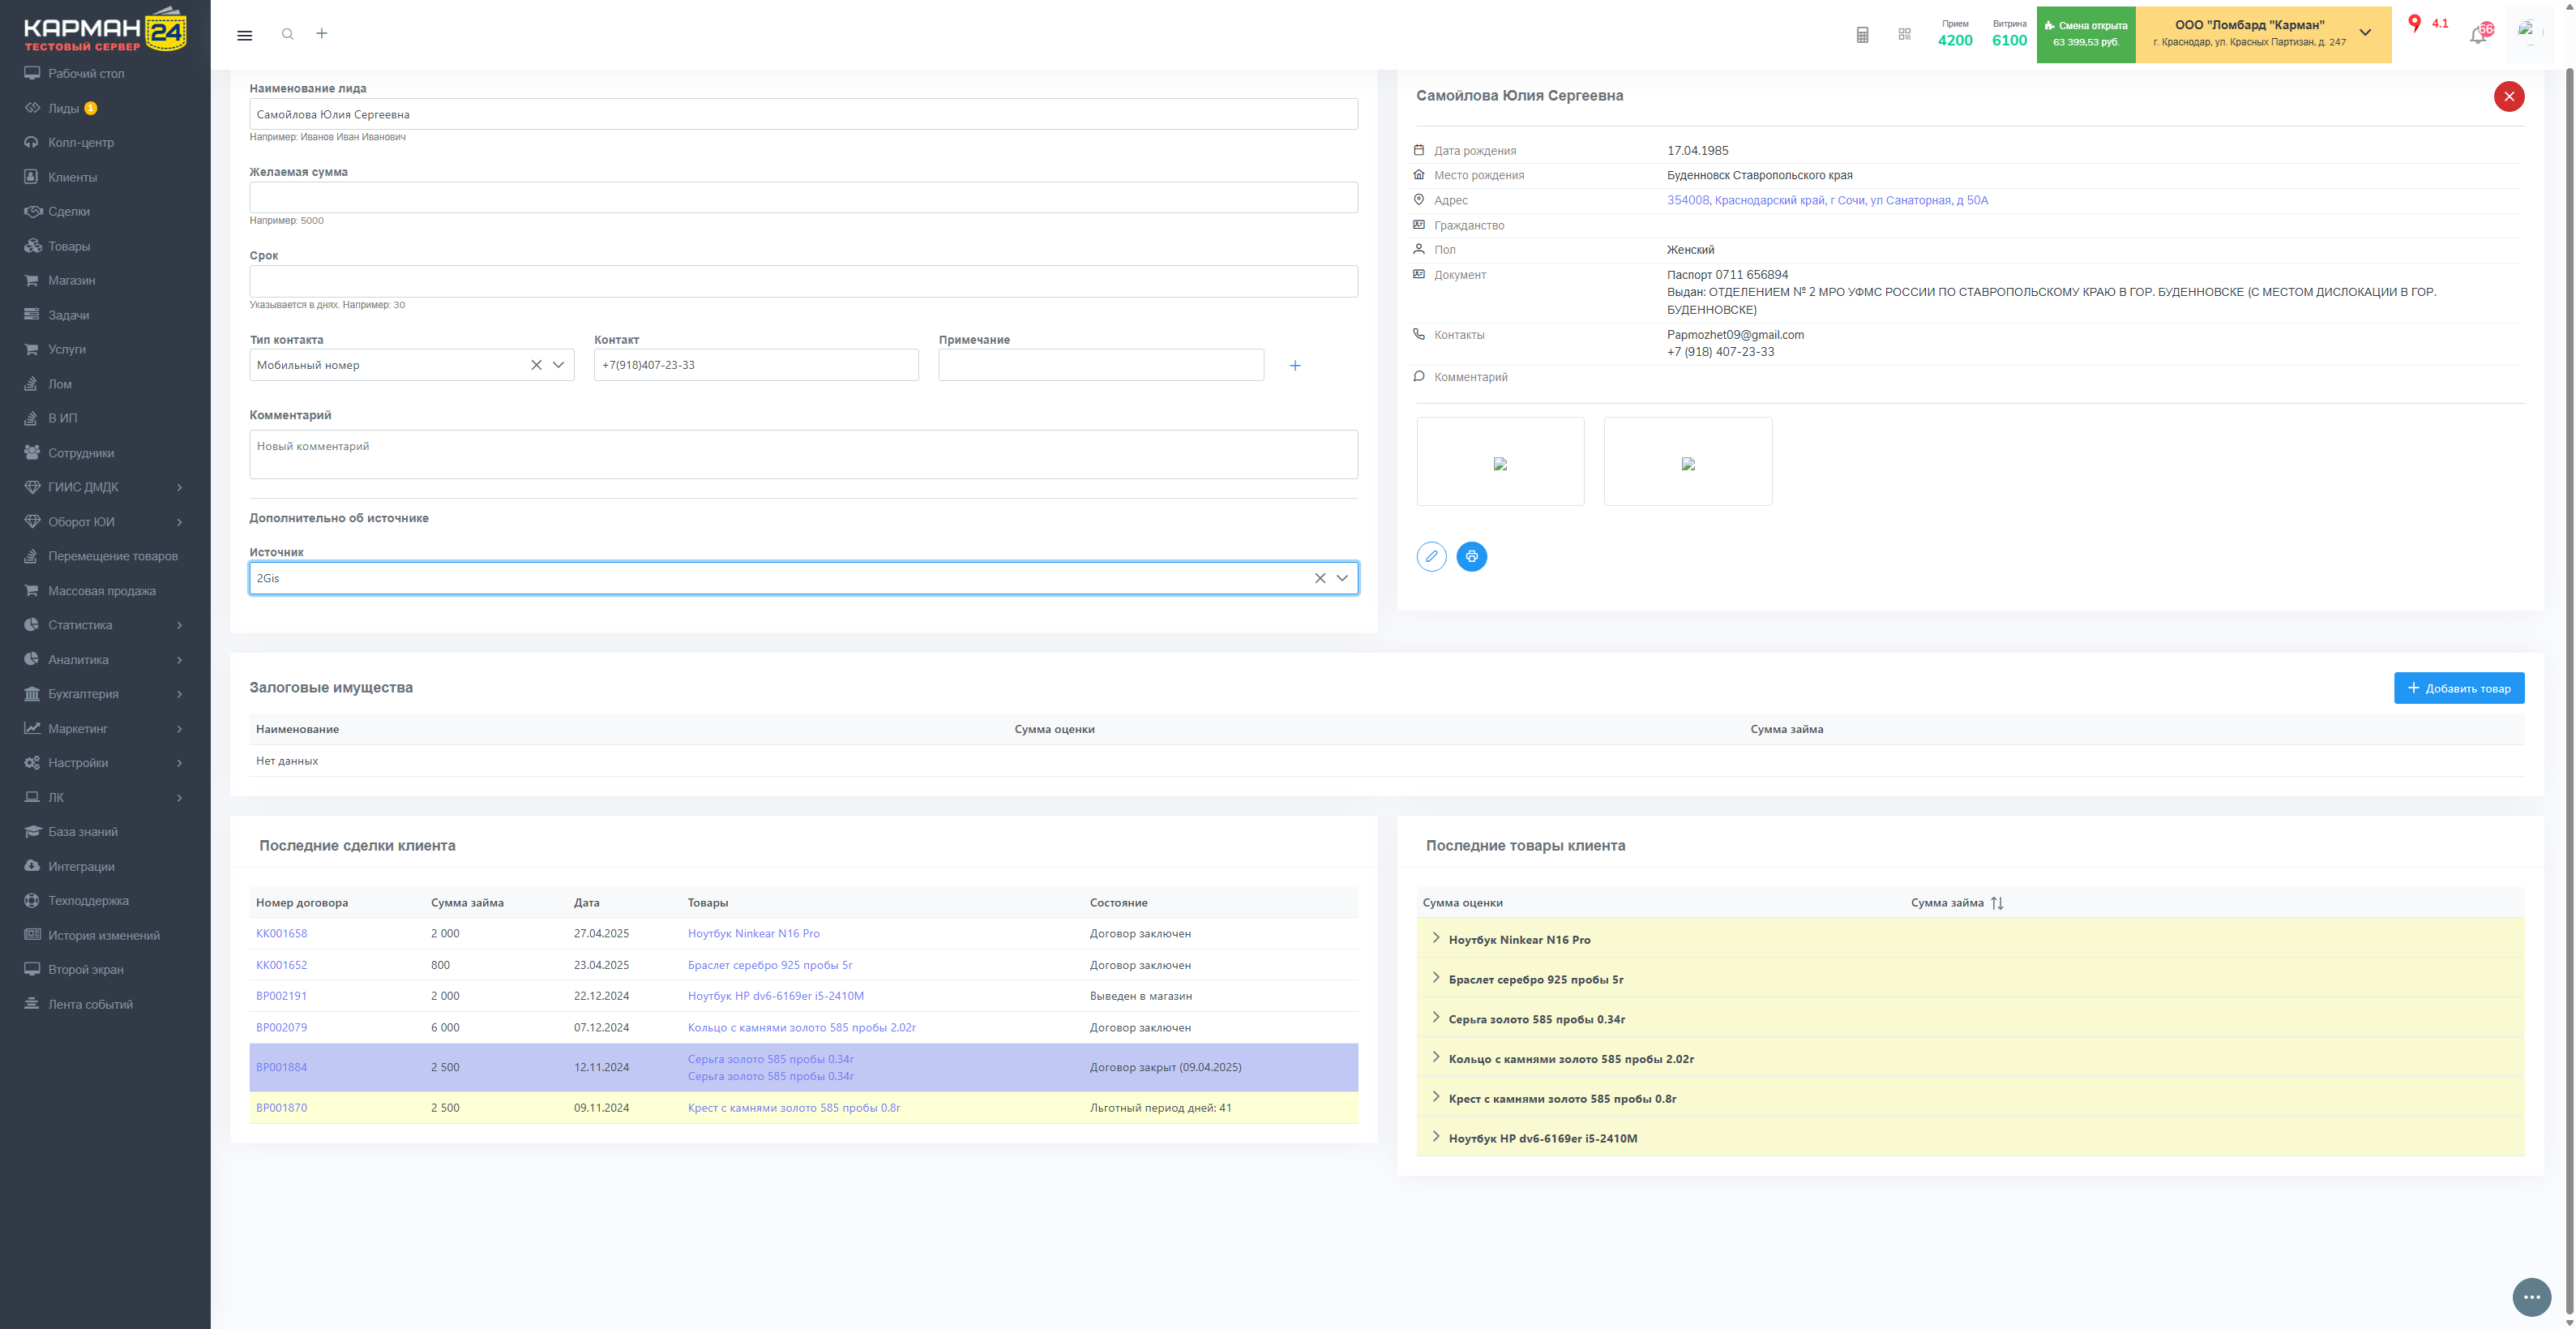 КАРМАН 24
ТЕСТОВЫЙ СЕРВЕР
Рабочий стол
Лиды 1
Колл-центр
Клиенты
Сделки
Товары
Магазин
Задачи
Услуги
Лом
В ИП
Сотрудники
ГИИС ДМДК
Оборот ЮИ
Перемещение товаров
Массовая продажа
Статистика
Аналитика
Бухгалтерия
Маркетинг
Настройки
ЛК
База знаний
Интеграции
Техподдержка
История изменений
Второй экран
Лента событий
Прием
4200
Витрина
6100
Смена открыта
63 399,53 руб.
ООО "Ломбард "Карман"
г. Краснодар, ул. Красных Партизан, д. 247
4.1
Наименование лида
Самойлова Юлия Сергеевна
Например: Иванов Иван Иванович
Желаемая сумма
Например: 5000
Срок
Указывается в днях. Например: 30
Тип контакта Контакт Примечание
Мобильный номер +7(918)407-23-33
Комментарий
Новый комментарий
Дополнительно об источнике
Источник
2Gis
Самойлова Юлия Сергеевна
Дата рождения 17.04.1985
Место рождения Буденновск Ставропольского края
Адрес 354008, Краснодарский край, г Сочи, ул Санаторная, д 50А
Гражданство
Пол Женский
Документ Паспорт 0711 656894
Выдан: ОТДЕЛЕНИЕМ № 2 МРО УФМС РОССИИ ПО СТАВРОПОЛЬСКОМУ КРАЮ В ГОР. БУДЕННОВСКЕ (С МЕСТОМ ДИСЛОКАЦИИ В ГОР.
БУДЕННОВСКЕ)
Контакты Papmozhet09@gmail.com
+7 (918) 407-23-33
Комментарий
Залоговые имущества
Добавить товар
Наименование Сумма оценки Сумма займа
Нет данных
Последние сделки клиента
Номер договора Сумма займа Дата Товары Состояние
КК001658 2 000 27.04.2025 Ноутбук Ninkear N16 Pro Договор заключен
КК001652 800 23.04.2025 Браслет серебро 925 пробы 5г Договор заключен
ВР002191 2 000 22.12.2024 Ноутбук HP dv6-6169er i5-2410M Выведен в магазин
ВР002079 6 000 07.12.2024 Кольцо с камнями золото 585 пробы 2.02г Договор заключен
ВР001884 2 500 12.11.2024 Серьга золото 585 пробы 0.34г Договор закрыт (09.04.2025)
Серьга золото 585 пробы 0.34г
ВР001870 2 500 09.11.2024 Крест с камнями золото 585 пробы 0.8г Льготный период дней: 41
Последние товары клиента
Сумма оценки Сумма займа
Ноутбук Ninkear N16 Pro
Браслет серебро 925 пробы 5г
Серьга золото 585 пробы 0.34г
Кольцо с камнями золото 585 пробы 2.02г
Крест с камнями золото 585 пробы 0.8г
Ноутбук HP dv6-6169er i5-2410M